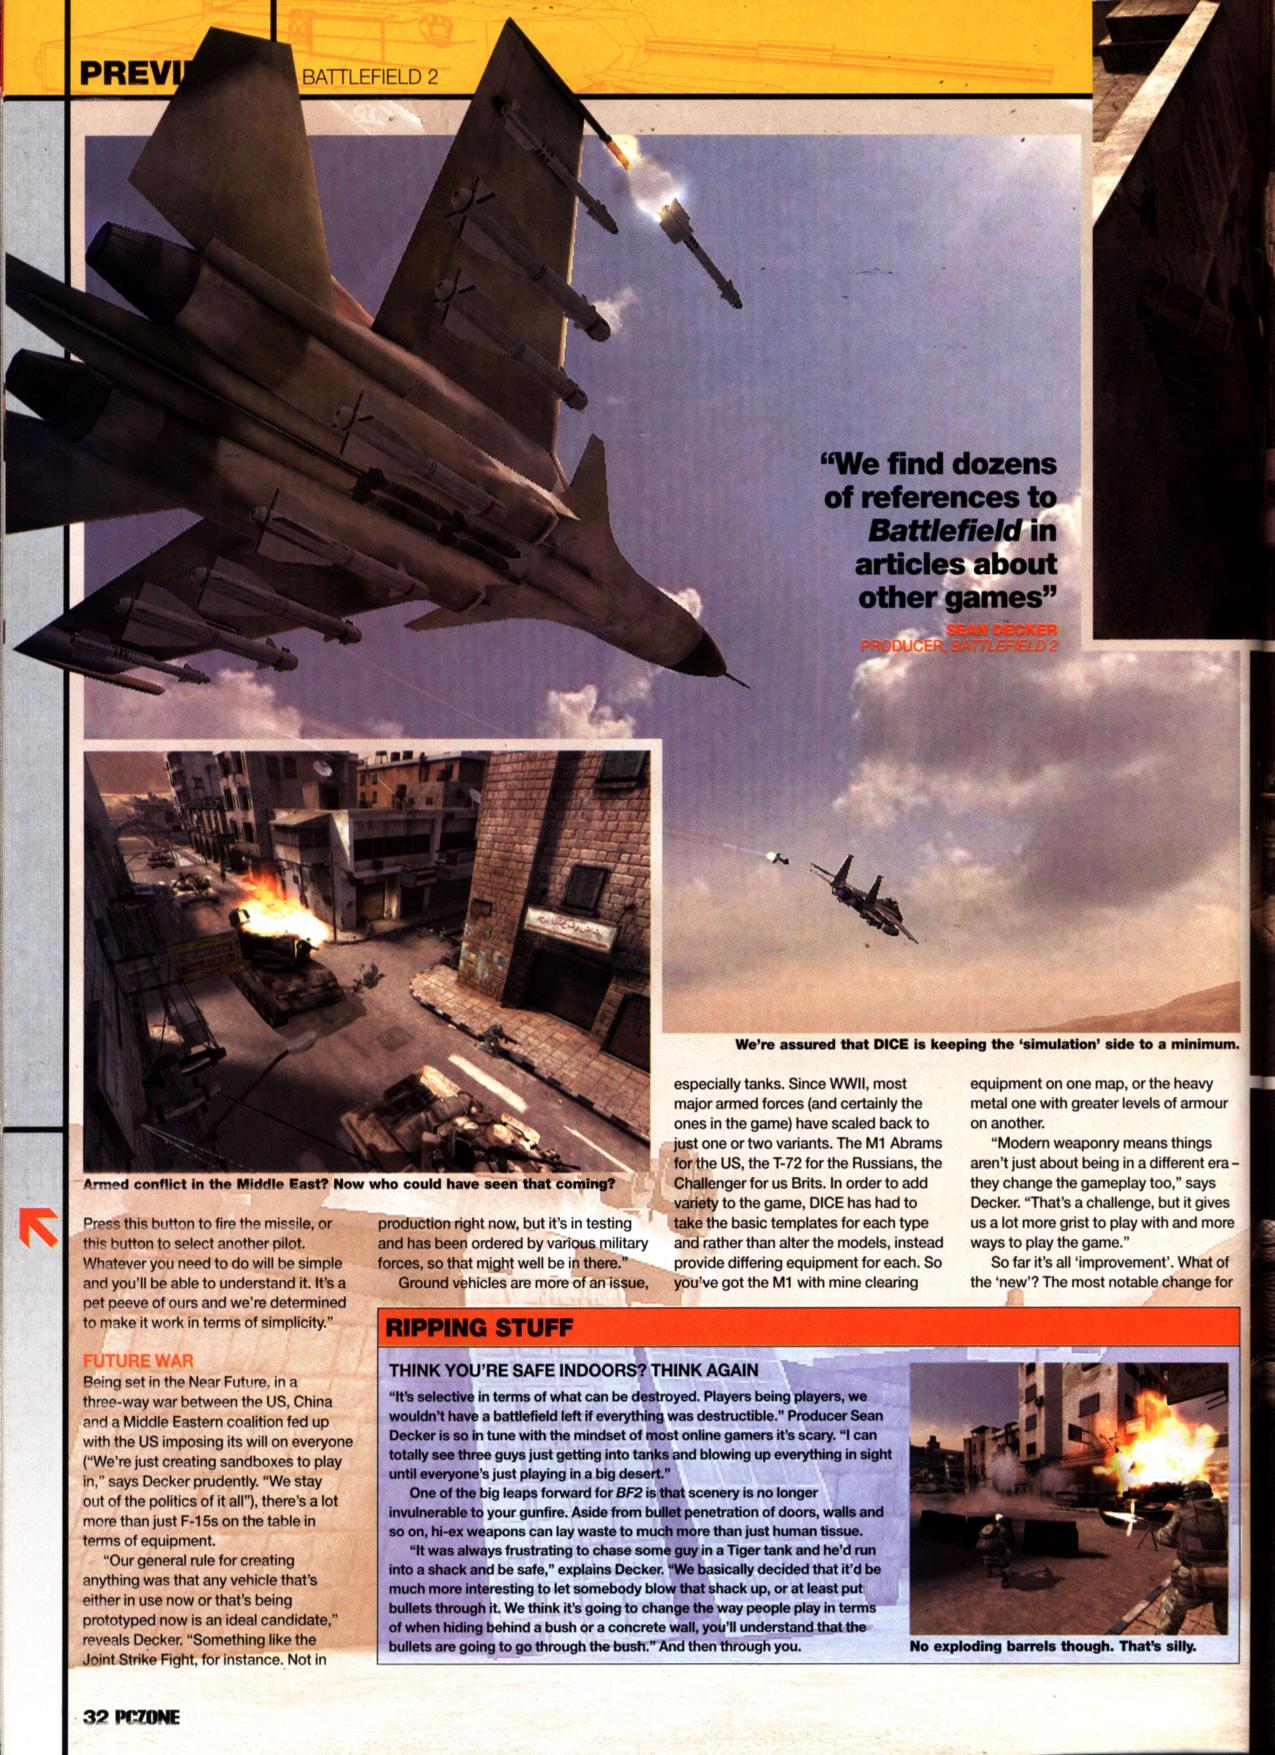 PREVI
BATTLEFIELD 2
“We find dozens
of references to
Battlefield in
articles about
other games”
SEAN DECKER
PRODUCER, BATTLEFIELD 2
We're assured that DICE is keeping the ‘simulation’ side to a minimum.
Armed conflict in the Middle East? Now who could have seen that coming?
Press this button to fire the missile, or
this button to select another pilot.
Whatever you need to do will be simple
and you'll be able to understand it. It's a
pet peeve of ours and we're determined
to make it work in terms of simplicity.”
FUTURE WAR
Being set in the Near Future, in a
three-way war between the US, China
and a Middle Eastern coalition fed up
with the US imposing its will on everyone
(“We're just creating sandboxes to play
in,” says Decker prudently. “We stay
out of the politics of it all”), there's a lot
more than just F-15s on the table in
terms of equipment.
“Our general rule for creating
anything was that any vehicle that's
either in use now or that's being
prototyped now is an ideal candidate,”
reveals Decker. “Something like the
Joint Strike Fight, for instance. Not in
production right now, but it's in testing
and has been ordered by various military
forces, so that might well be in there.”
Ground vehicles are more of an issue,
especially tanks. Since WWII, most
major armed forces (and certainly the
ones in the game) have scaled back to
just one or two variants. The M1 Abrams
for the US, the T-72 for the Russians, the
Challenger for us Brits. In order to add
variety to the game, DICE has had to
take the basic templates for each type
and rather than alter the models, instead
provide differing equipment for each. So
you've got the M1 with mine clearing
equipment on one map, or the heavy
metal one with greater levels of armour
on another.
“Modern weaponry means things
aren't just about being in a different era –
they change the gameplay too,” says
Decker. “That's a challenge, but it gives
us a lot more grist to play with and more
ways to play the game.”
So far it's all ‘improvement’. What of
the ‘new’? The most notable change for
RIPPING STUFF
THINK YOU'RE SAFE INDOORS? THINK AGAIN
“It's selective in terms of what can be destroyed. Players being players, we
wouldn't have a battlefield left if everything was destructible.” Producer Sean
Decker is so in tune with the mindset of most online gamers it's scary. “I can
totally see three guys just getting into tanks and blowing up everything in sight
until everyone's just playing in a big desert.”
One of the big leaps forward for BF2 is that scenery is no longer
invulnerable to your gunfire. Aside from bullet penetration of doors, walls and
so on, hi-ex weapons can lay waste to much more than just human tissue.
“It was always frustrating to chase some guy in a Tiger tank and he'd run
into a shack and be safe,” explains Decker. “We basically decided that it'd be
much more interesting to let somebody blow that shack up, or at least put
bullets through it. We think it's going to change the way people play in terms
of when hiding behind a bush or a concrete wall, you'll understand that the
bullets are going to go through the bush.” And then through you.
No exploding barrels though. That's silly.
32 PCZONE